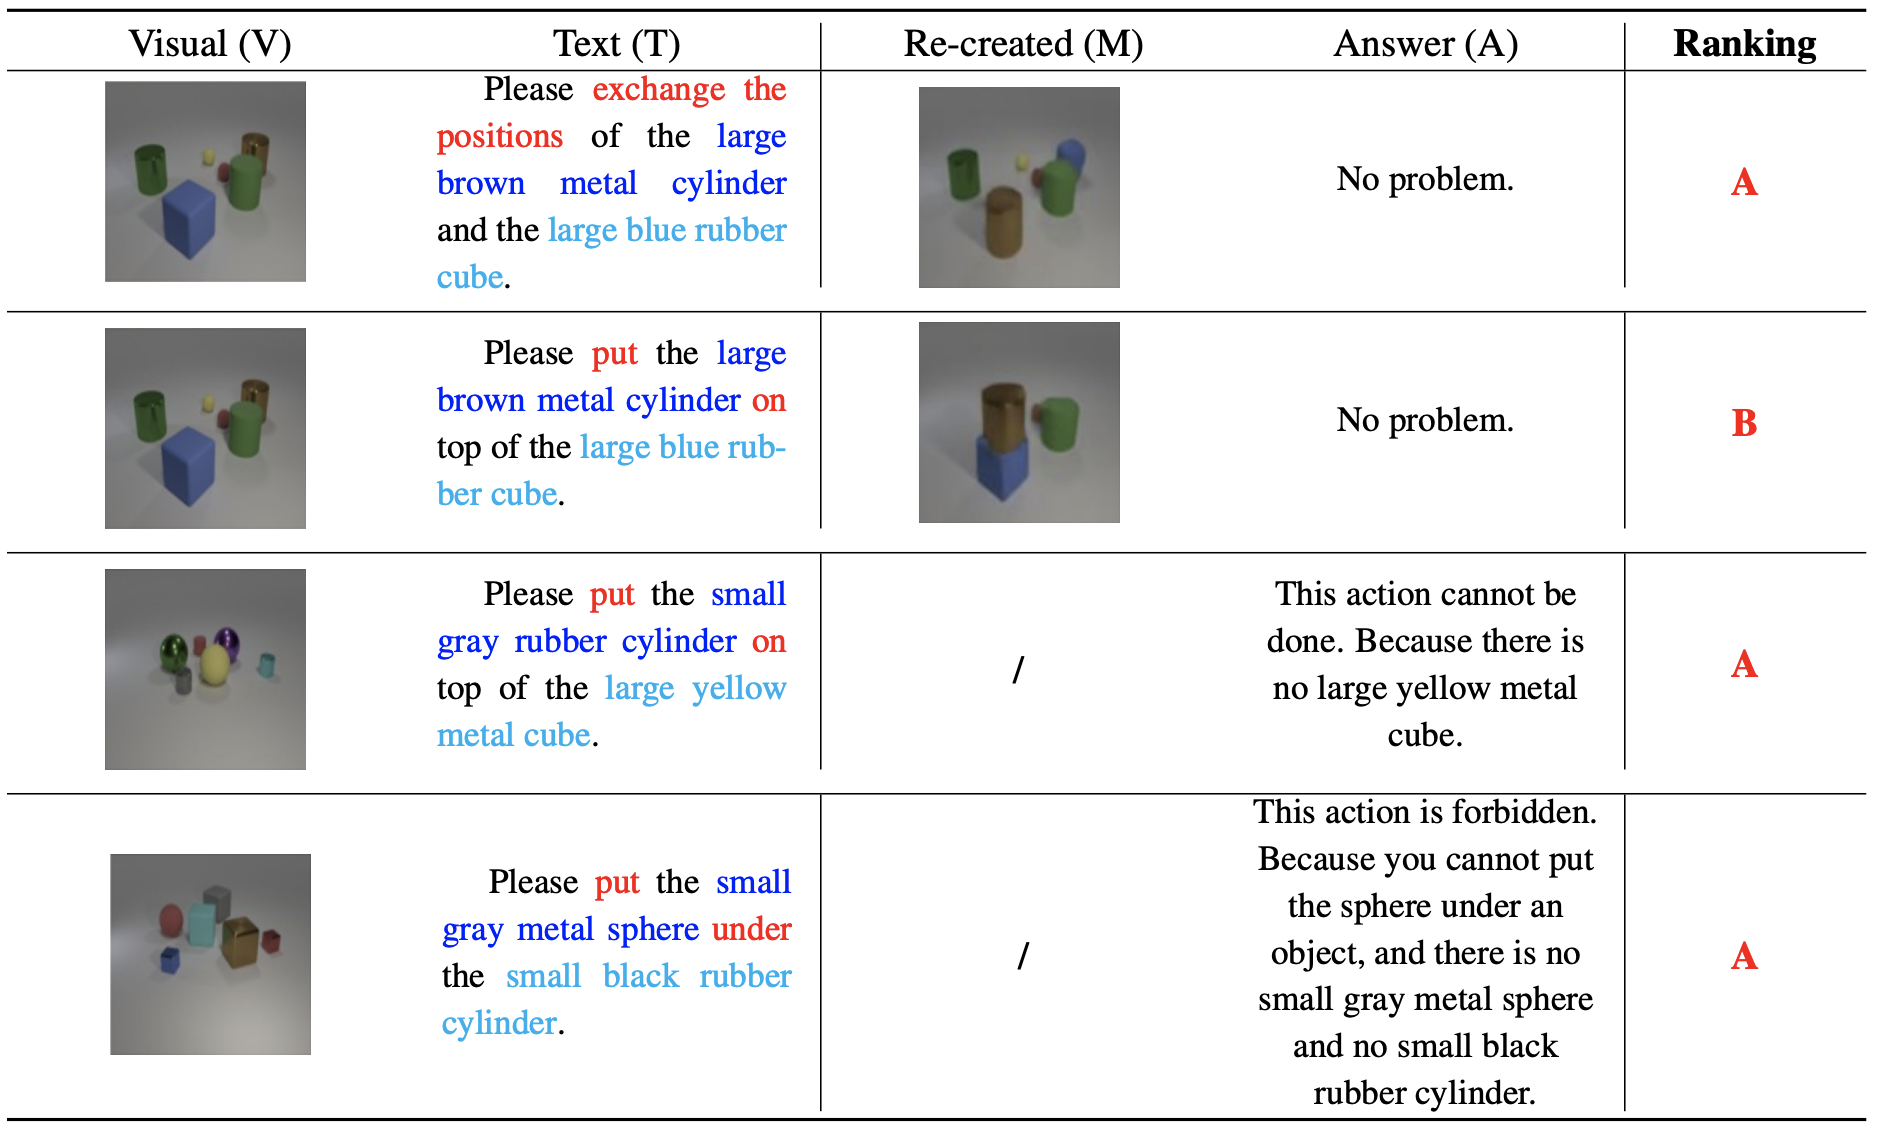 Visual (V) Text (T) Re-created (M) Answer (A) Ranking
Please exchange the
positions of the large
brown metal cylinder
and the large blue rubber
cube.
No problem.
A
Please put the large
brown metal cylinder on
top of the large blue rub-
ber cube.
No problem.
B
Please put the small
gray rubber cylinder on
top of the large yellow
metal cube.
/
This action cannot be
done. Because there is
no large yellow metal
cube.
A
Please put the small
gray metal sphere under
the small black rubber
cylinder.
/
This action is forbidden.
Because you cannot put
the sphere under an
object, and there is no
small gray metal sphere
and no small black
rubber cylinder.
A